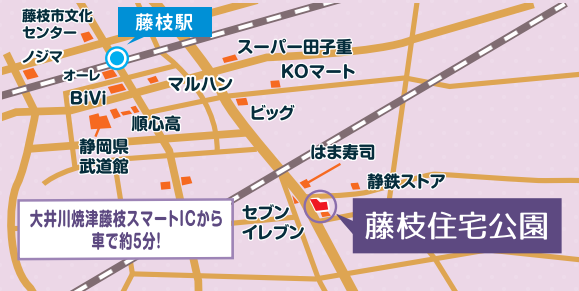 藤枝市文化
センター
藤枝駅
ノジマ
オーレ
BiVi
マルハン
スーパー田子重
KOマート
ビッグ
順心高
静岡県
武道館
はま寿司
静鉄ストア
セブン
イレブン
藤枝住宅公園
大井川焼津藤枝スマートICから
車で約5分!